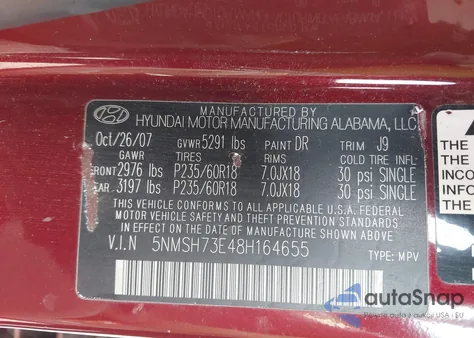 MANUFACTURED BY
HYUNDAI MOTOR MANUFACTURING ALABAMA, LLC.
Oct/26/07 GVWR 5291 lbs PAINT DR TRIM J9
GAWR TIRES RIMS COLD TIRE INFL.
FRONT 2976 lbs P235/60R18 7.0JX18 30 psi SINGLE
REAR 3197 lbs P235/60R18 7.0JX18 30 psi SINGLE
THIS VEHICLE CONFORMS TO ALL APPLICABLE U.S.A. FEDERAL
MOTOR VEHICLE SAFETY AND THEFT PREVENTION STANDARDS
IN EFFECT ON THE DATE OF MANUFACTURE SHOWN ABOVE.
V.I.N 5NMSH73E48H164655
TYPE: MPV
THE
THE
INCO
INFOR
autoSnap